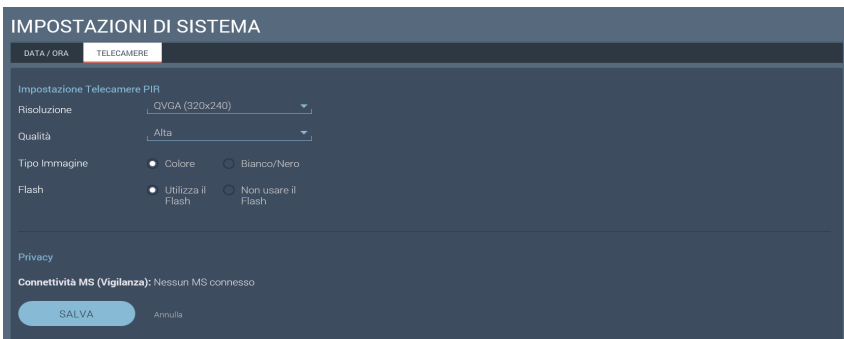 IMPOSTAZIONI DI SISTEMA
DATA / ORA TELECAMERE
Impostazione Telecamere PIR
Risoluzione QVGA (320x240)
Qualità Alta
Tipo Immagine Colore Bianco/Nero
Flash Utilizza il Non usare il
Flash Flash
Privacy
Connettività MS (Vigilanza): Nessun MS connesso
SALVA Annulla